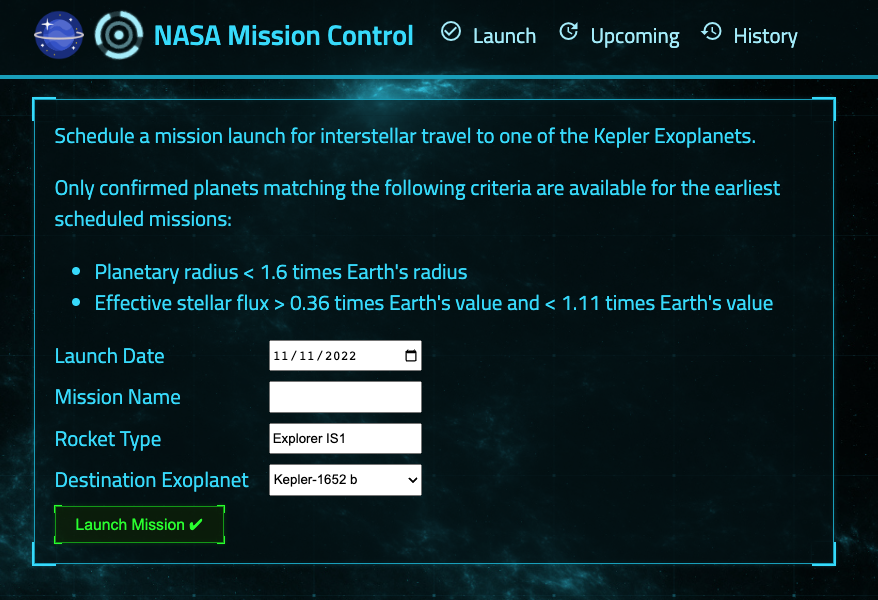 NASA Mission Control
Launch
Upcoming
History
Schedule a mission launch for interstellar travel to one of the Kepler Exoplanets.
Only confirmed planets matching the following criteria are available for the earliest
scheduled missions:
Planetary radius < 1.6 times Earth's radius
Effective stellar flux > 0.36 times Earth's value and < 1.11 times Earth's value
Launch Date 11/11/2022
Mission Name
Rocket Type Explorer IS1
Destination Exoplanet Kepler-1652 b
Launch Mission ✔